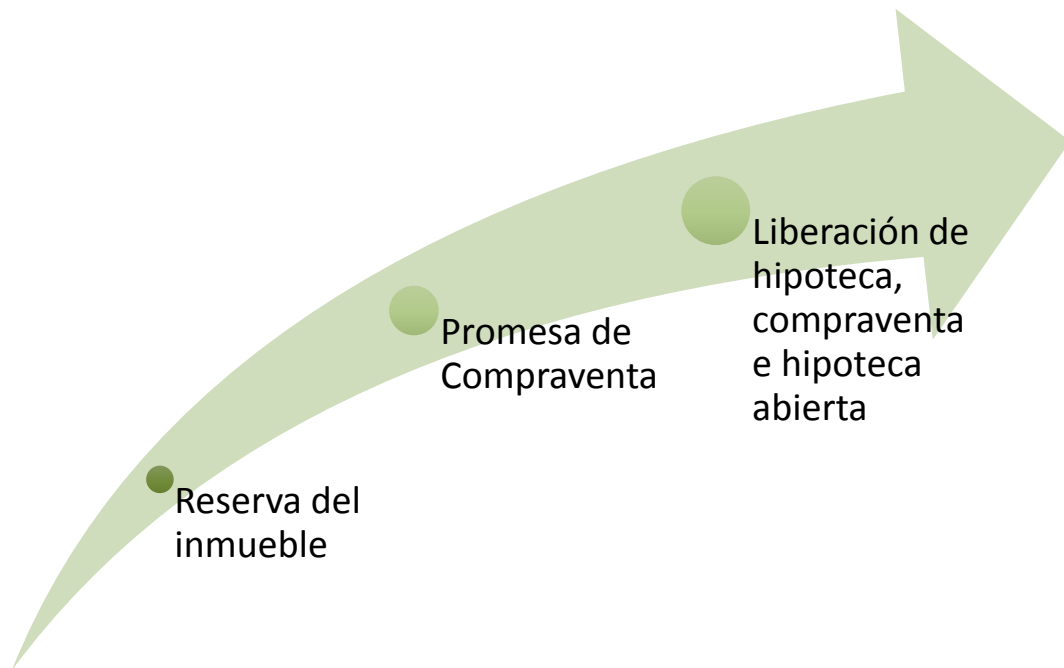 Reserva del
inmueble
Promesa de
Compraventa
Liberación de
hipoteca,
compraventa
e hipoteca
abierta